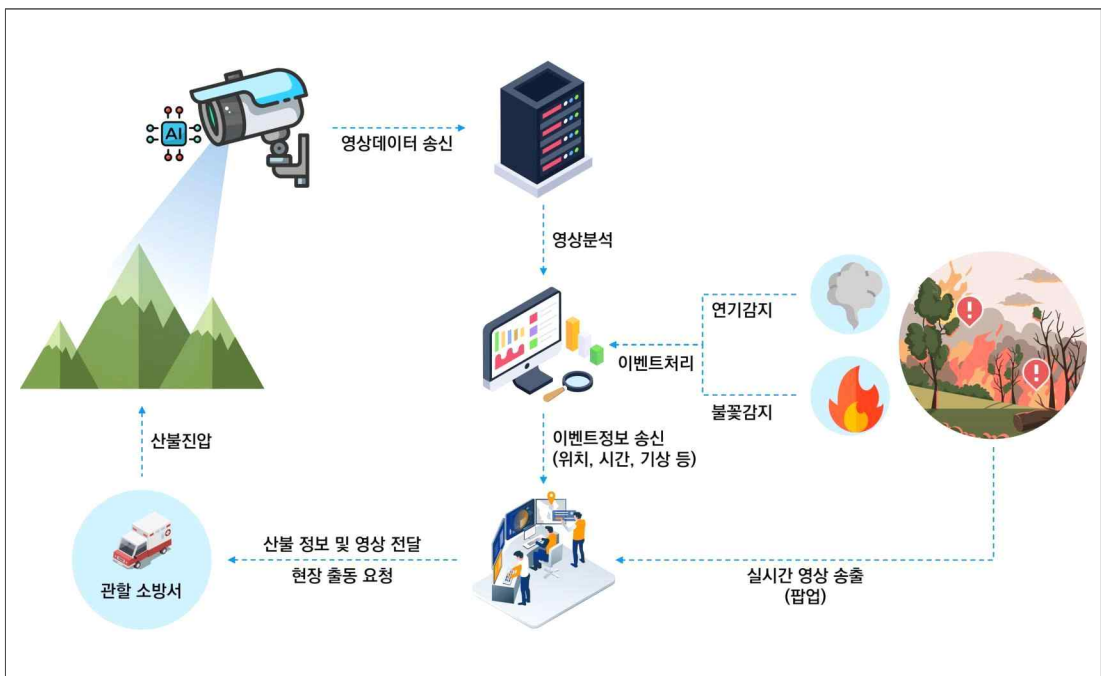 AI
영상데이터 송신
영상분석
연기감지
이벤트처리
불꽃감지
이벤트정보 송신
(위치, 시간, 기상 등)
산불진압
산불 정보 및 영상 전달
현장 출동 요청
관할 소방서
실시간 영상 송출
(팝업)